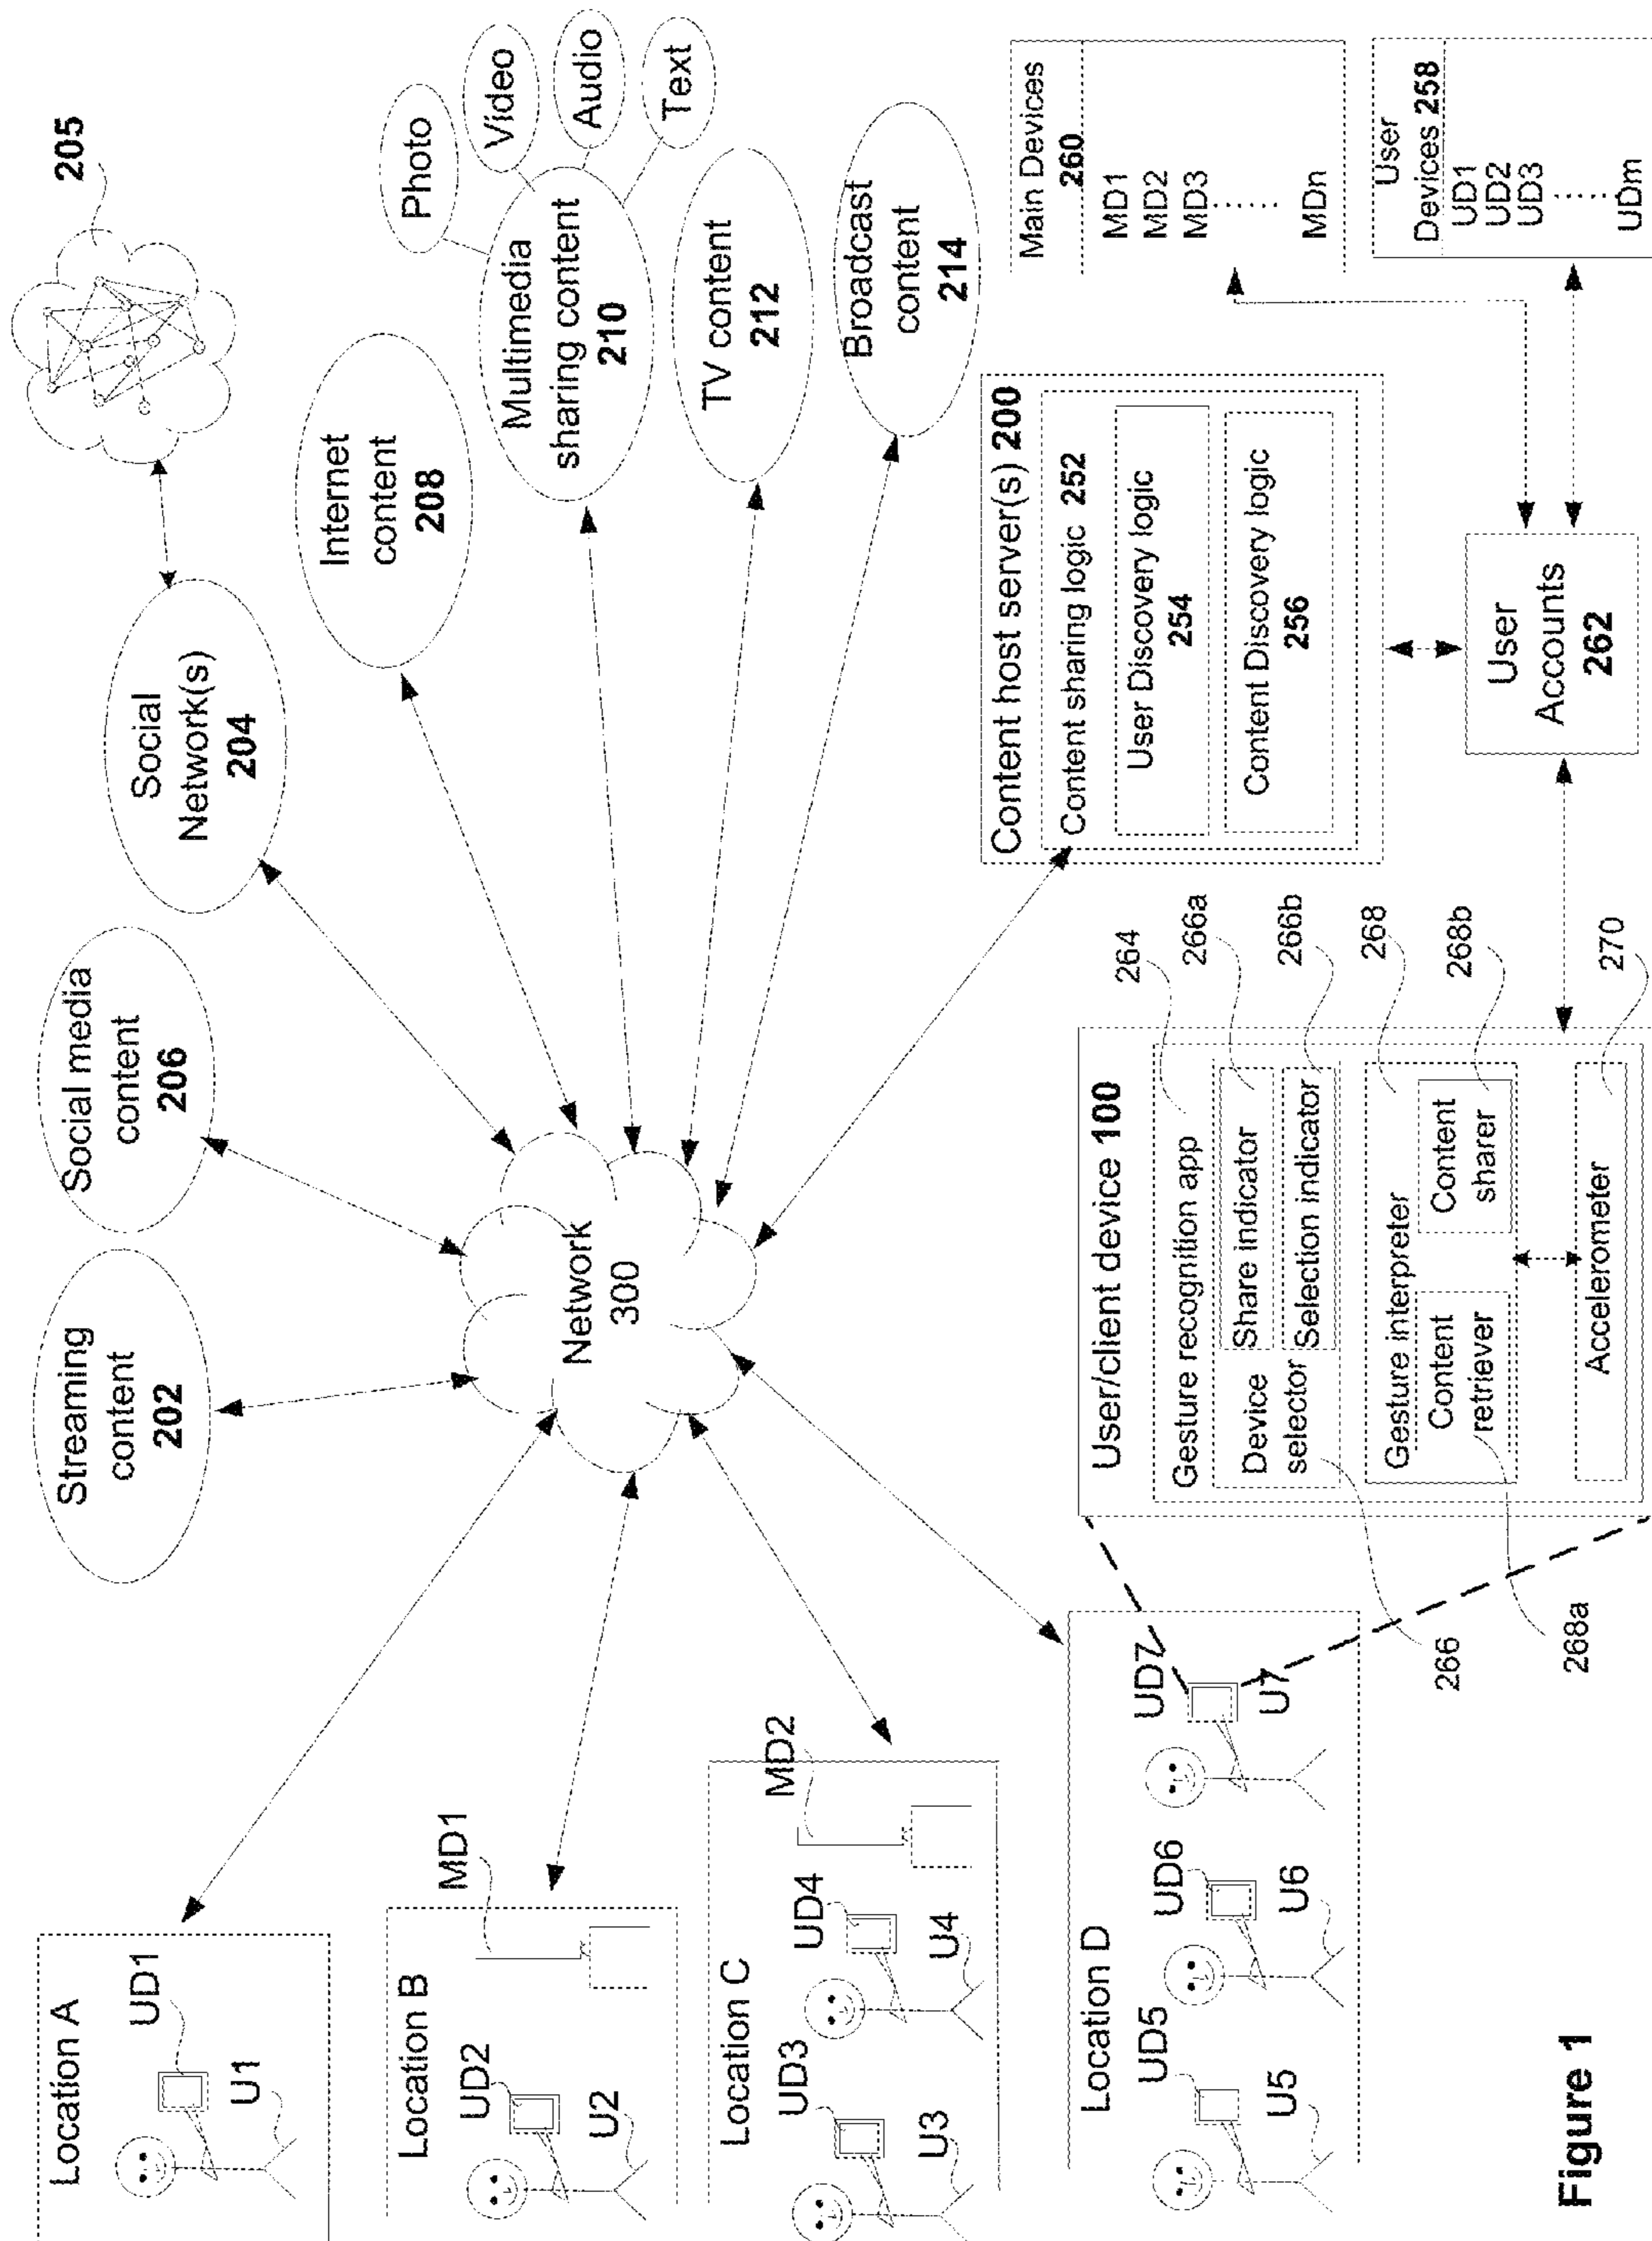 Location A
UD1
U1
Location B
UD2
U2
MD1
Location C
UD3
U3
UD4
U4
MD2
Location D
UD5
U5
UD6
U6
UD7
U7
Streaming
content
202
Social media
content
206
Social
Network(s)
204
205
Internet
content
208
Multimedia
sharing content
210
Photo
Video
Audio
Text
TV content
212
Broadcast
content
214
Network
300
Content host server(s) 200
Content sharing logic 252
User Discovery logic
254
Content Discovery logic
256
Main Devices
260
MD1
MD2
MD3
......
MDn
User
Devices 258
UD1
UD2
UD3
......
UDm
User
Accounts
262
User/client device 100
Gesture recognition app
Device
selector
Share indicator
Selection indicator
Gesture interpreter
Content
retriever
Content
sharer
Accelerometer
264
266a
266b
268
268b
270
266
268a
Figure 1